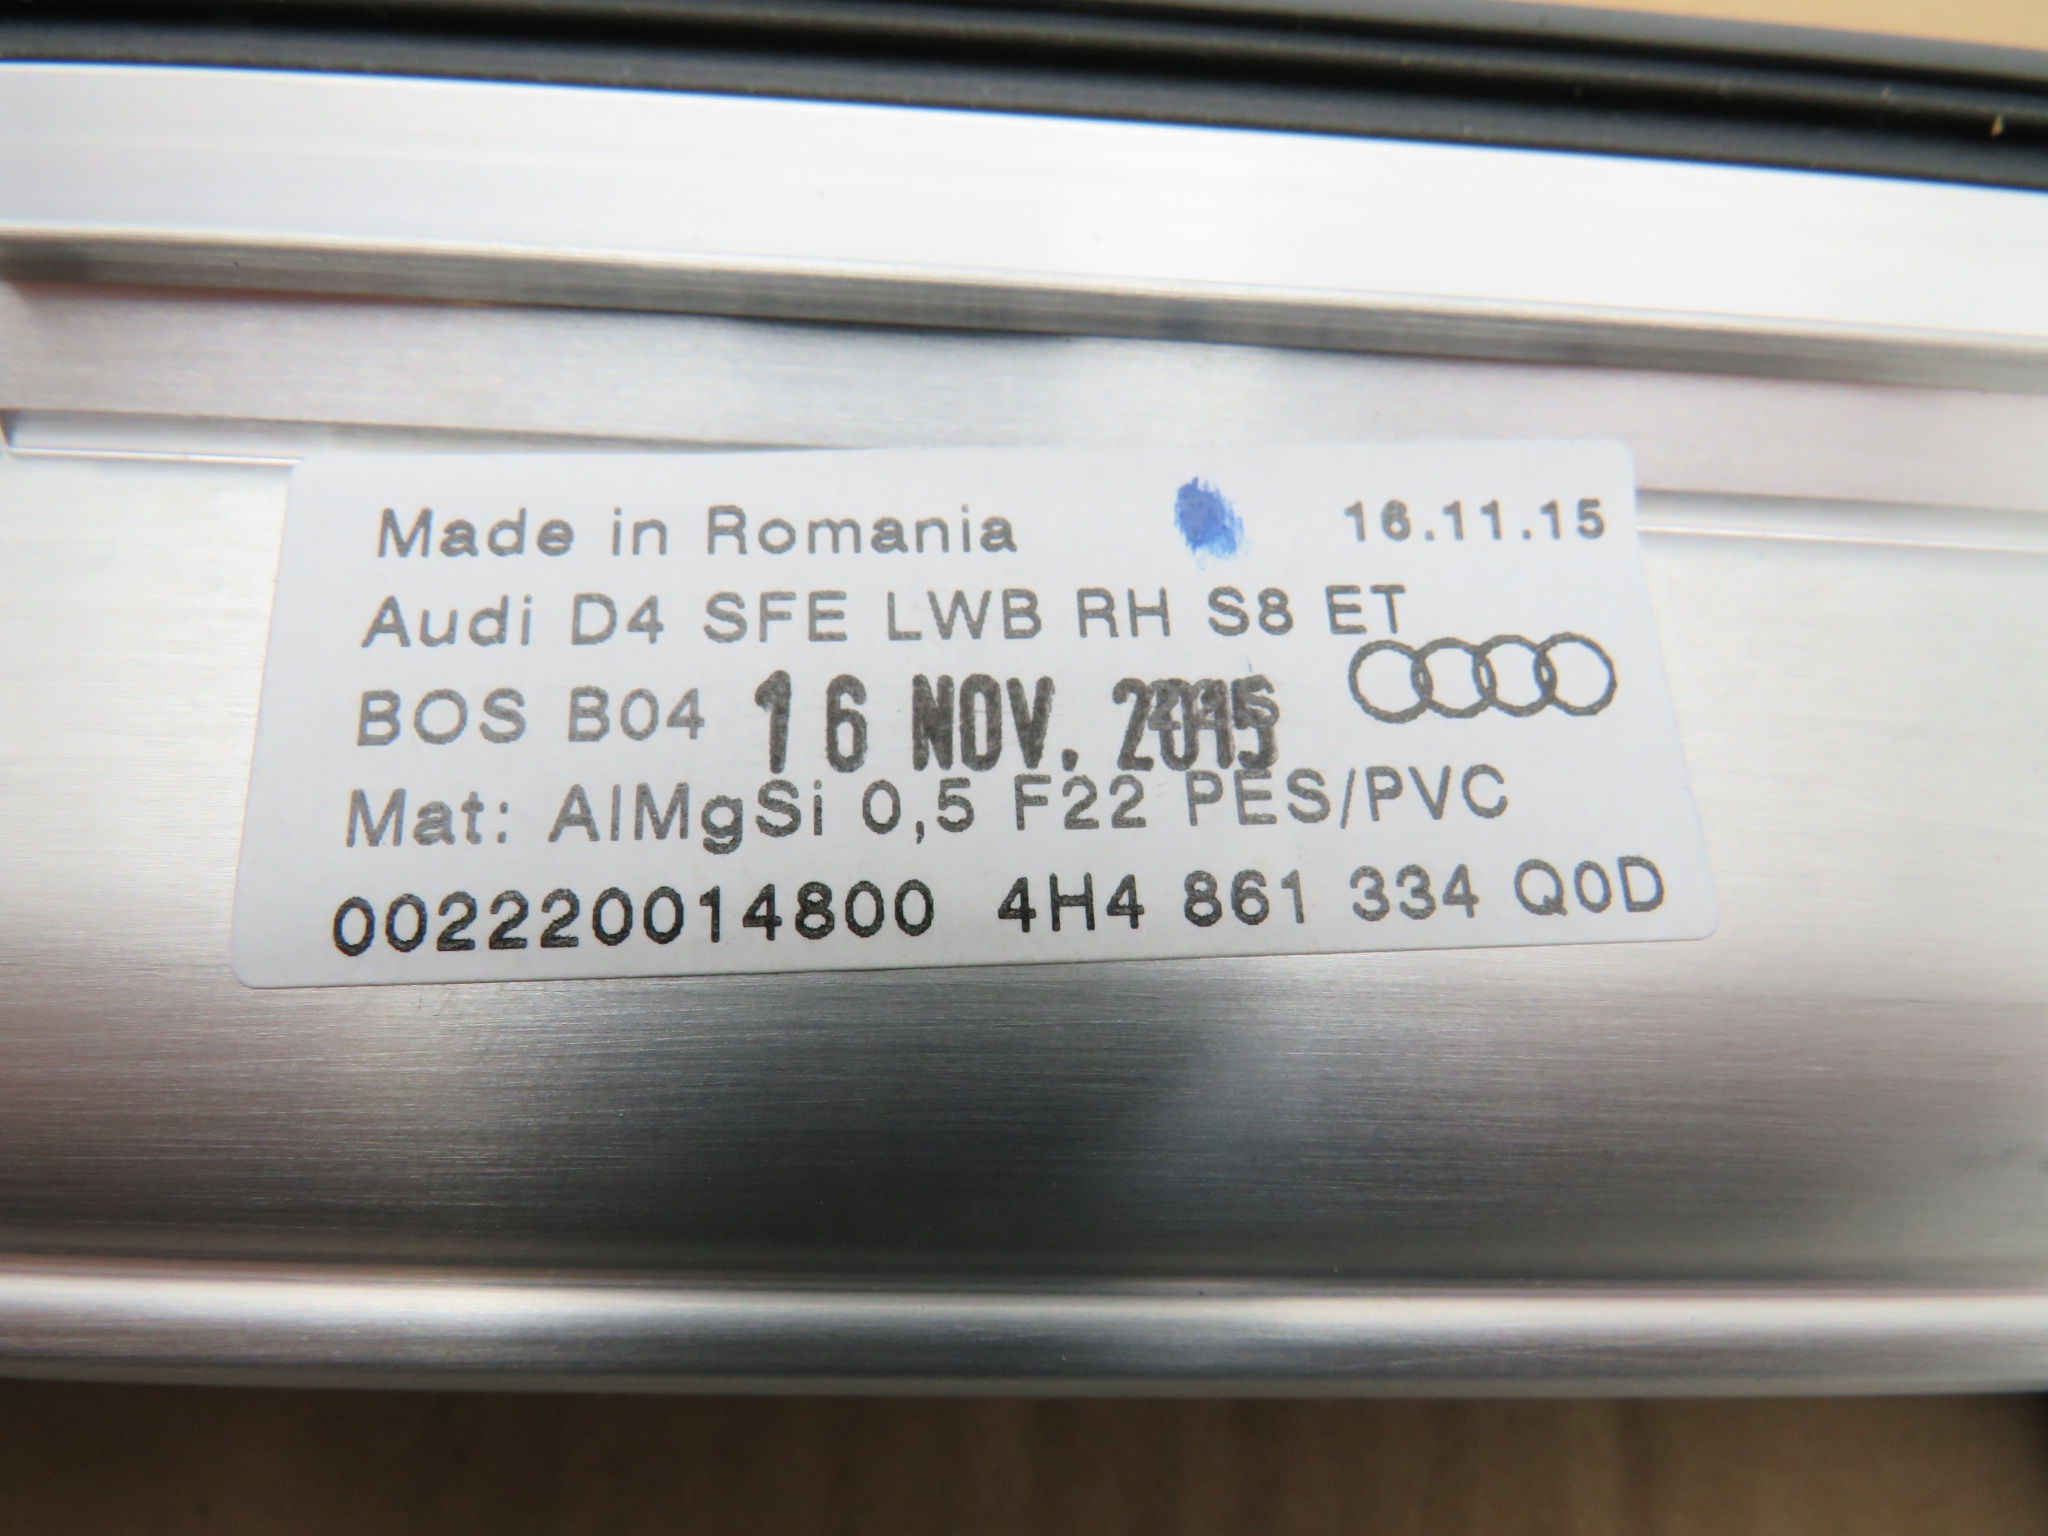 Made in Romania 16.11.15
Audi D4 SFE LWB RH S8 ET
BOS B04 16 NOV. 2015
Mat: AlMgSi 0,5 F22 PES/PVC
002220014800 4H4 861 334 Q0D